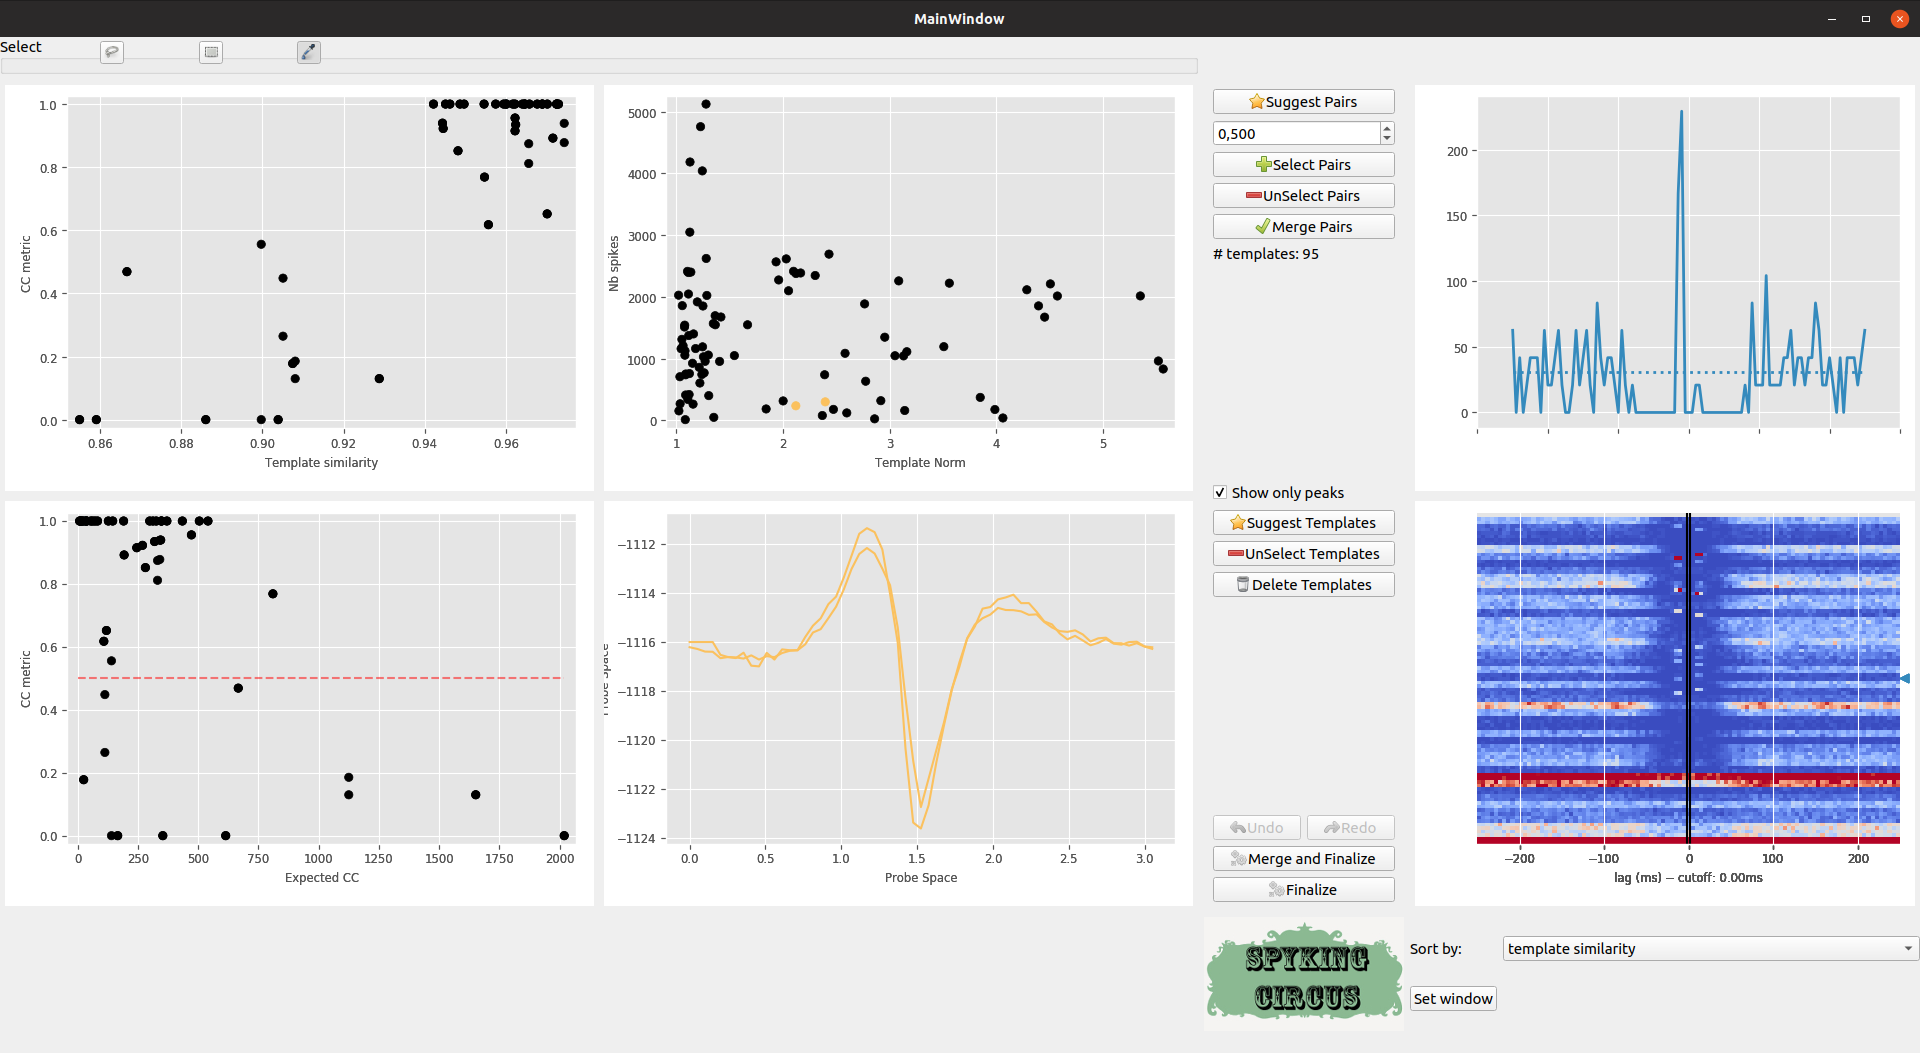 MainWindow
Select
1.0
0.8
0.6
0.4
0.2
0.0
CC metric
0.86 0.88 0.90 0.92 0.94 0.96
Template similarity
5000
4000
3000
2000
1000
0
Nb spikes
1 2 3 4 5
Template Norm
Suggest Pairs
0,500
Select Pairs
UnSelect Pairs
Merge Pairs
# templates: 95
200
150
100
50
0
1.0
0.8
0.6
0.4
0.2
0.0
CC metric
0 250 500 750 1000 1250 1500 1750 2000
Expected CC
−1112
−1114
−1116
−1118
−1120
−1122
−1124
Probe Space
0.0 0.5 1.0 1.5 2.0 2.5 3.0
Probe Space
Show only peaks
Suggest Templates
UnSelect Templates
Delete Templates
Undo Redo
Merge and Finalize
Finalize
−200 −100 0 100 200
lag (ms) – cutoff: 0.00ms
SPYKING
CIRCUS
Sort by: template similarity
Set window